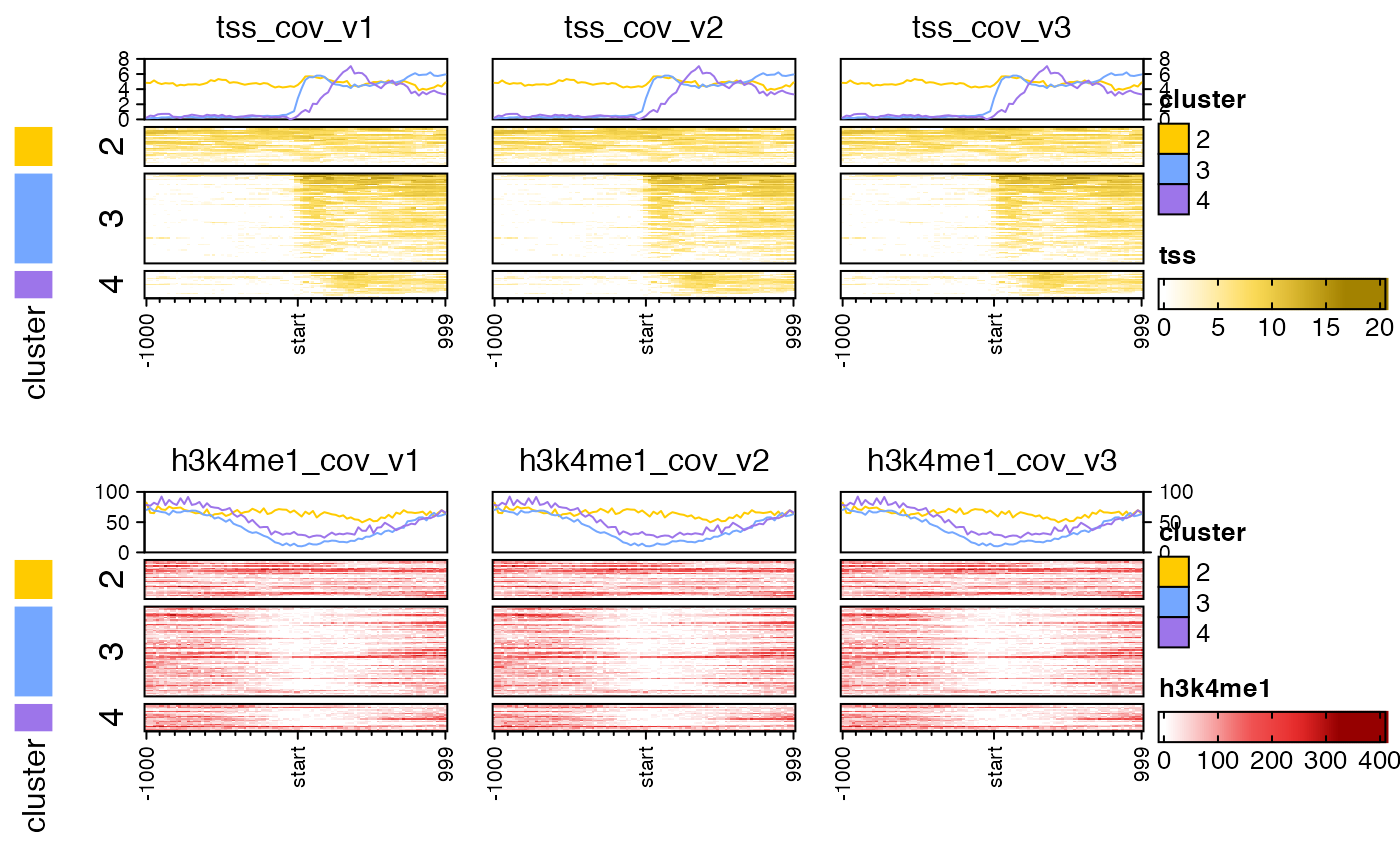 tss_cov_v1 tss_cov_v2 tss_cov_v3
8 8
6 6
4 4
2 2
0 0
cluster
2
3
4
2
3
4
tss
0 5 10 15 20
-1000 start 999 -1000 start 999 -1000 start 999
cluster
h3k4me1_cov_v1 h3k4me1_cov_v2 h3k4me1_cov_v3
100 100
50 50
0 0
cluster
2
3
4
2
3
4
h3k4me1
0 100 200 300 400
-1000 start 999 -1000 start 999 -1000 start 999
cluster